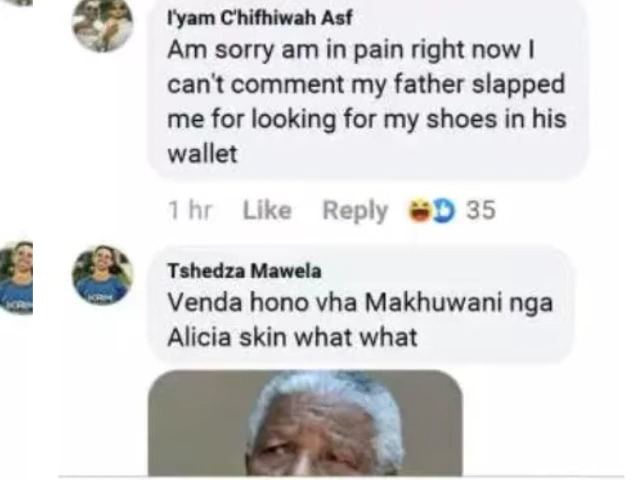 I'yam C'hifhiwah Asf
Am sorry am in pain right now I
can't comment my father slapped
me for looking for my shoes in his
wallet
1 hr Like Reply 35
Tshedza Mawela
Venda hono vha Makhuwani nga
Alicia skin what what